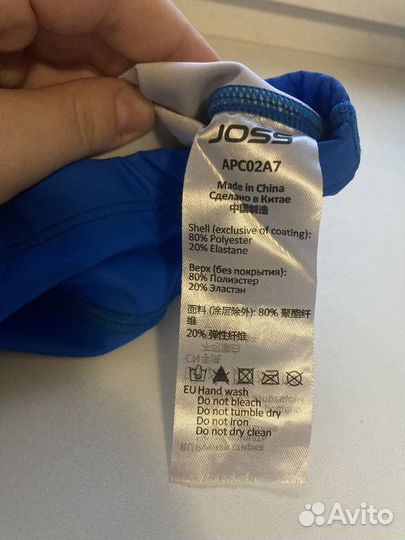 JOSS
APC02A7
Made in China
Сделано в Китае
中国制造
Shell (exclusive of coating):
80% Polyester
20% Elastane
Верх (без покрытия):
80% Полиэстер
20% Эластан
面料 (涂层除外): 80% 聚酯纤
维
20% 弹性纤维
EU Hand wash
Do not bleach
Do not tumble dry
Do not iron
Do not dry clean
RU Ручная стирка
Avito